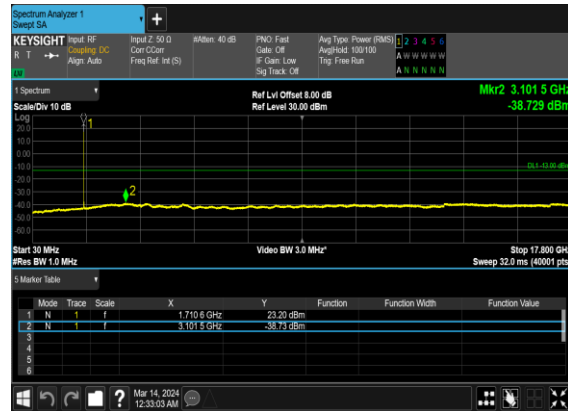 Spectrum Analyzer 1
Swept SA
+
KEYSIGHT Input: RF Input Z: 50 Ω #Atten: 40 dB PNO: Fast Avg Type: Power (RMS) 1 2 3 4 5 6
R T Coupling: DC Corr CCorr Gate: Off Avg|Hold: 100/100 A W W W W W
Align: Auto Freq Ref: Int (S) IF Gain: Low Trig: Free Run
LW Sig Track: Off A N N N N N
1 Spectrum Ref Lvl Offset 8.00 dB Mkr2 3.101 5 GHz
Scale/Div 10 dB Ref Level 30.00 dBm -38.729 dBm
Log
1
20.0
10.0
0.00
-10.0
DL1 -13.00 dBm
-20.0
-30.0
2
-40.0
-50.0
-60.0
Start 30 MHz Video BW 3.0 MHz* Stop 17.800 GHz
#Res BW 1.0 MHz Sweep 32.0 ms (40001 pts)
5 Marker Table
Mode Trace Scale X Y Function Function Width Function Value
1 N 1 f 1.710 6 GHz 23.20 dBm
2 N 1 f 3.101 5 GHz -38.73 dBm
3
4
5
6
? Mar 14, 2024
12:33:03 AM